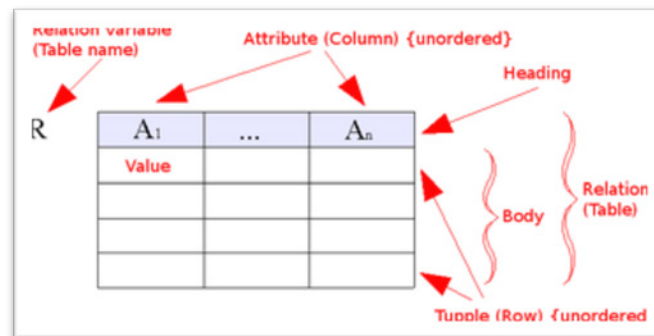 Relation Variable
(Table name)
Attribute (Column) {unordered}
Heading
R
A1
...
An
Value
Relation
(Table)
Body
Tupple (Row) {unordered